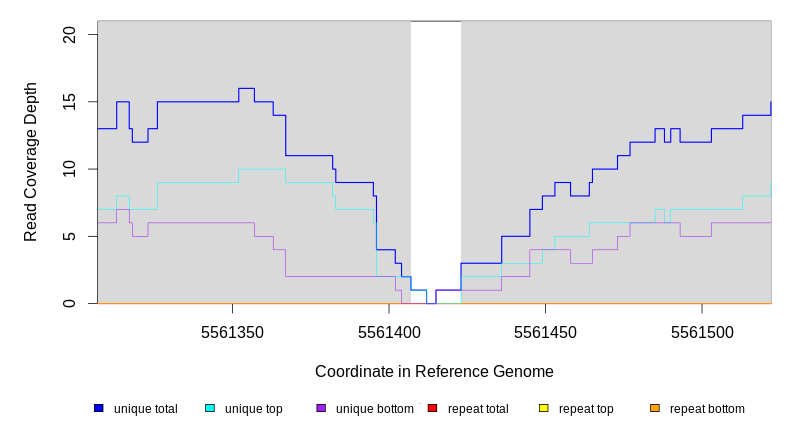 Read Coverage Depth
20
15
10
5
0
5561350 5561400 5561450 5561500
Coordinate in Reference Genome
unique total unique top unique bottom repeat total repeat top repeat bottom